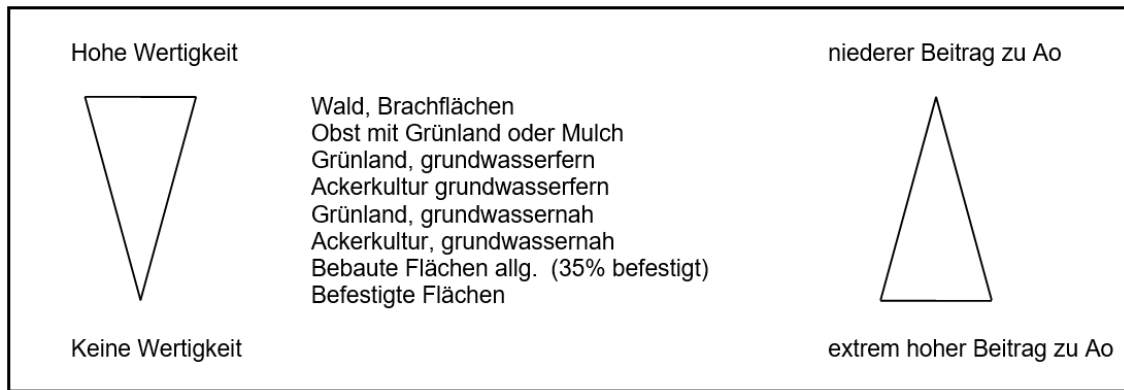 Hohe Wertigkeit
niederer Beitrag zu Ao
Wald, Brachflächen
Obst mit Grünland oder Mulch
Grünland, grundwasserfern
Ackerkultur grundwasserfern
Grünland, grundwassernah
Ackerkultur, grundwassernah
Bebaute Flächen allg. (35% befestigt)
Befestigte Flächen
Keine Wertigkeit
extrem hoher Beitrag zu Ao